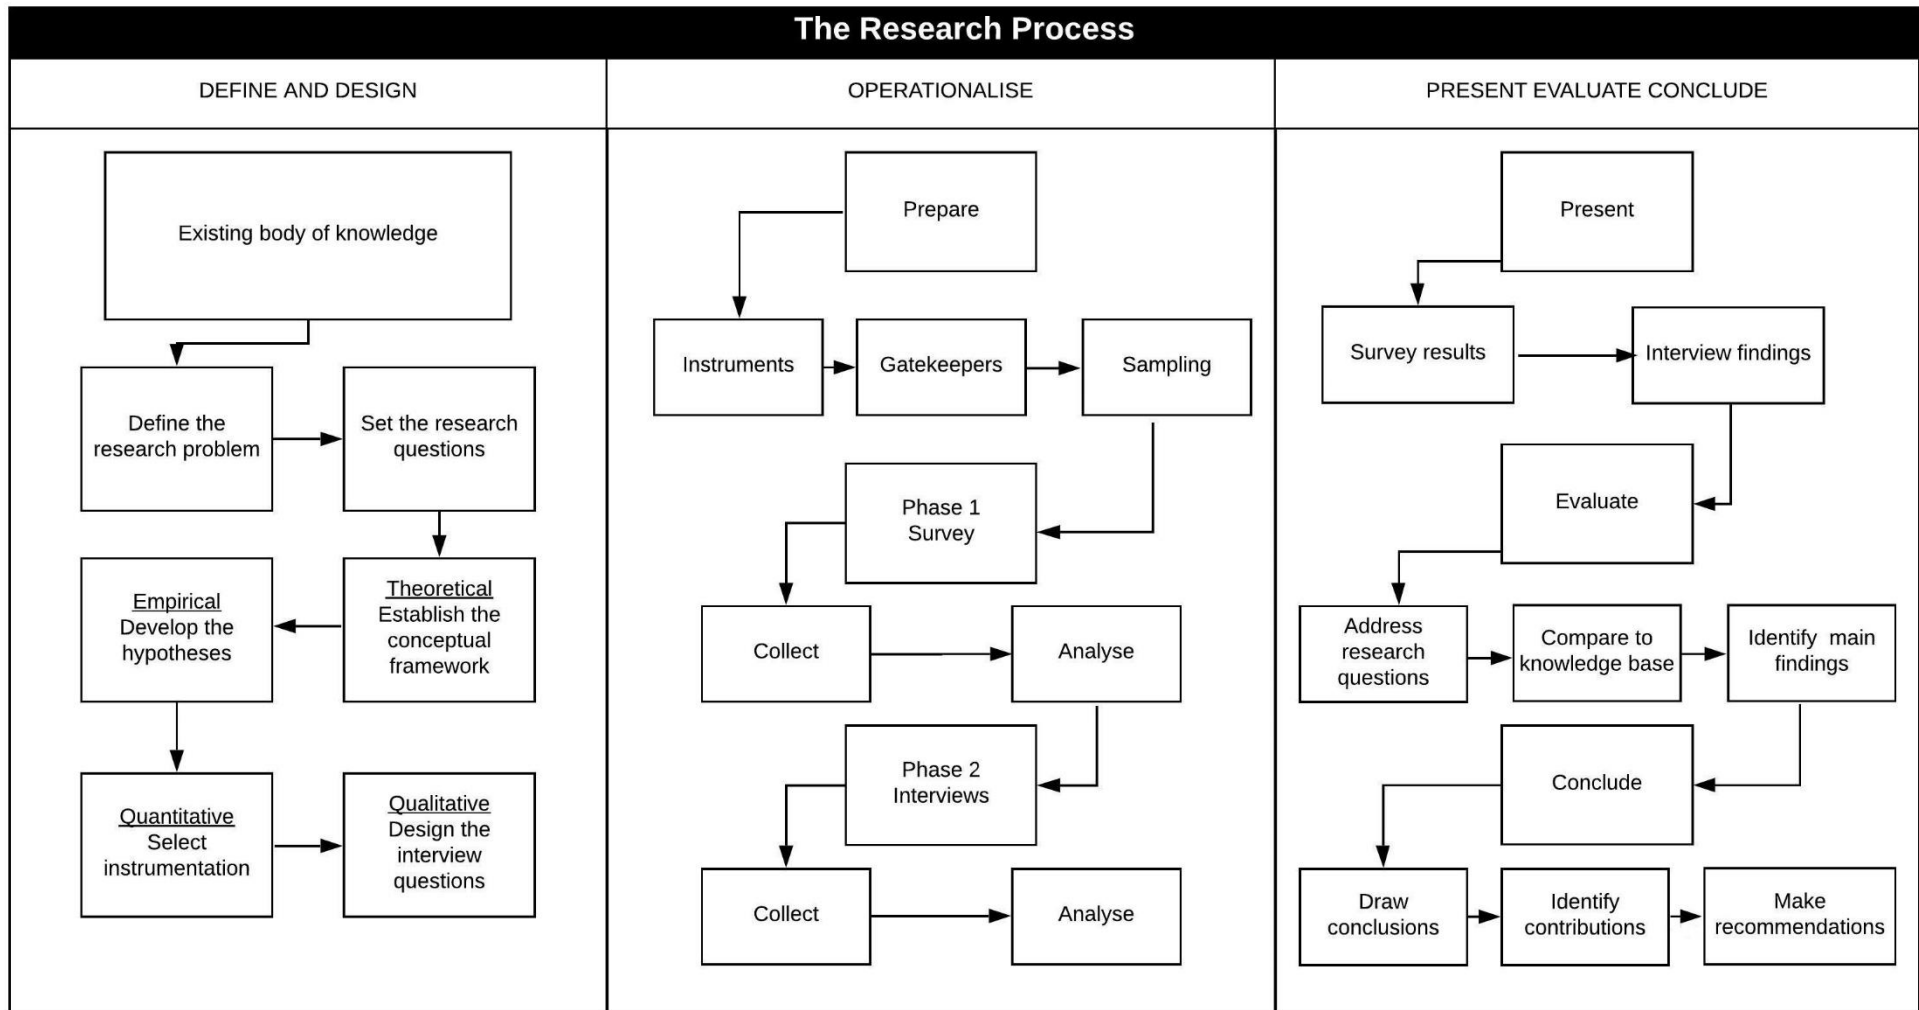 The Research Process
DEFINE AND DESIGN
OPERATIONALISE
PRESENT EVALUATE CONCLUDE
Existing body of knowledge
Define the
research problem
Set the research
questions
Empirical
Develop the
hypotheses
Theoretical
Establish the
conceptual
framework
Quantitative
Select
instrumentation
Qualitative
Design the
interview
questions
Prepare
Instruments
Gatekeepers
Sampling
Phase 1
Survey
Collect
Analyse
Phase 2
Interviews
Collect
Analyse
Present
Survey results
Interview findings
Evaluate
Address
research
questions
Compare to
knowledge base
Identify main
findings
Conclude
Draw
conclusions
Identify
contributions
Make
recommendations